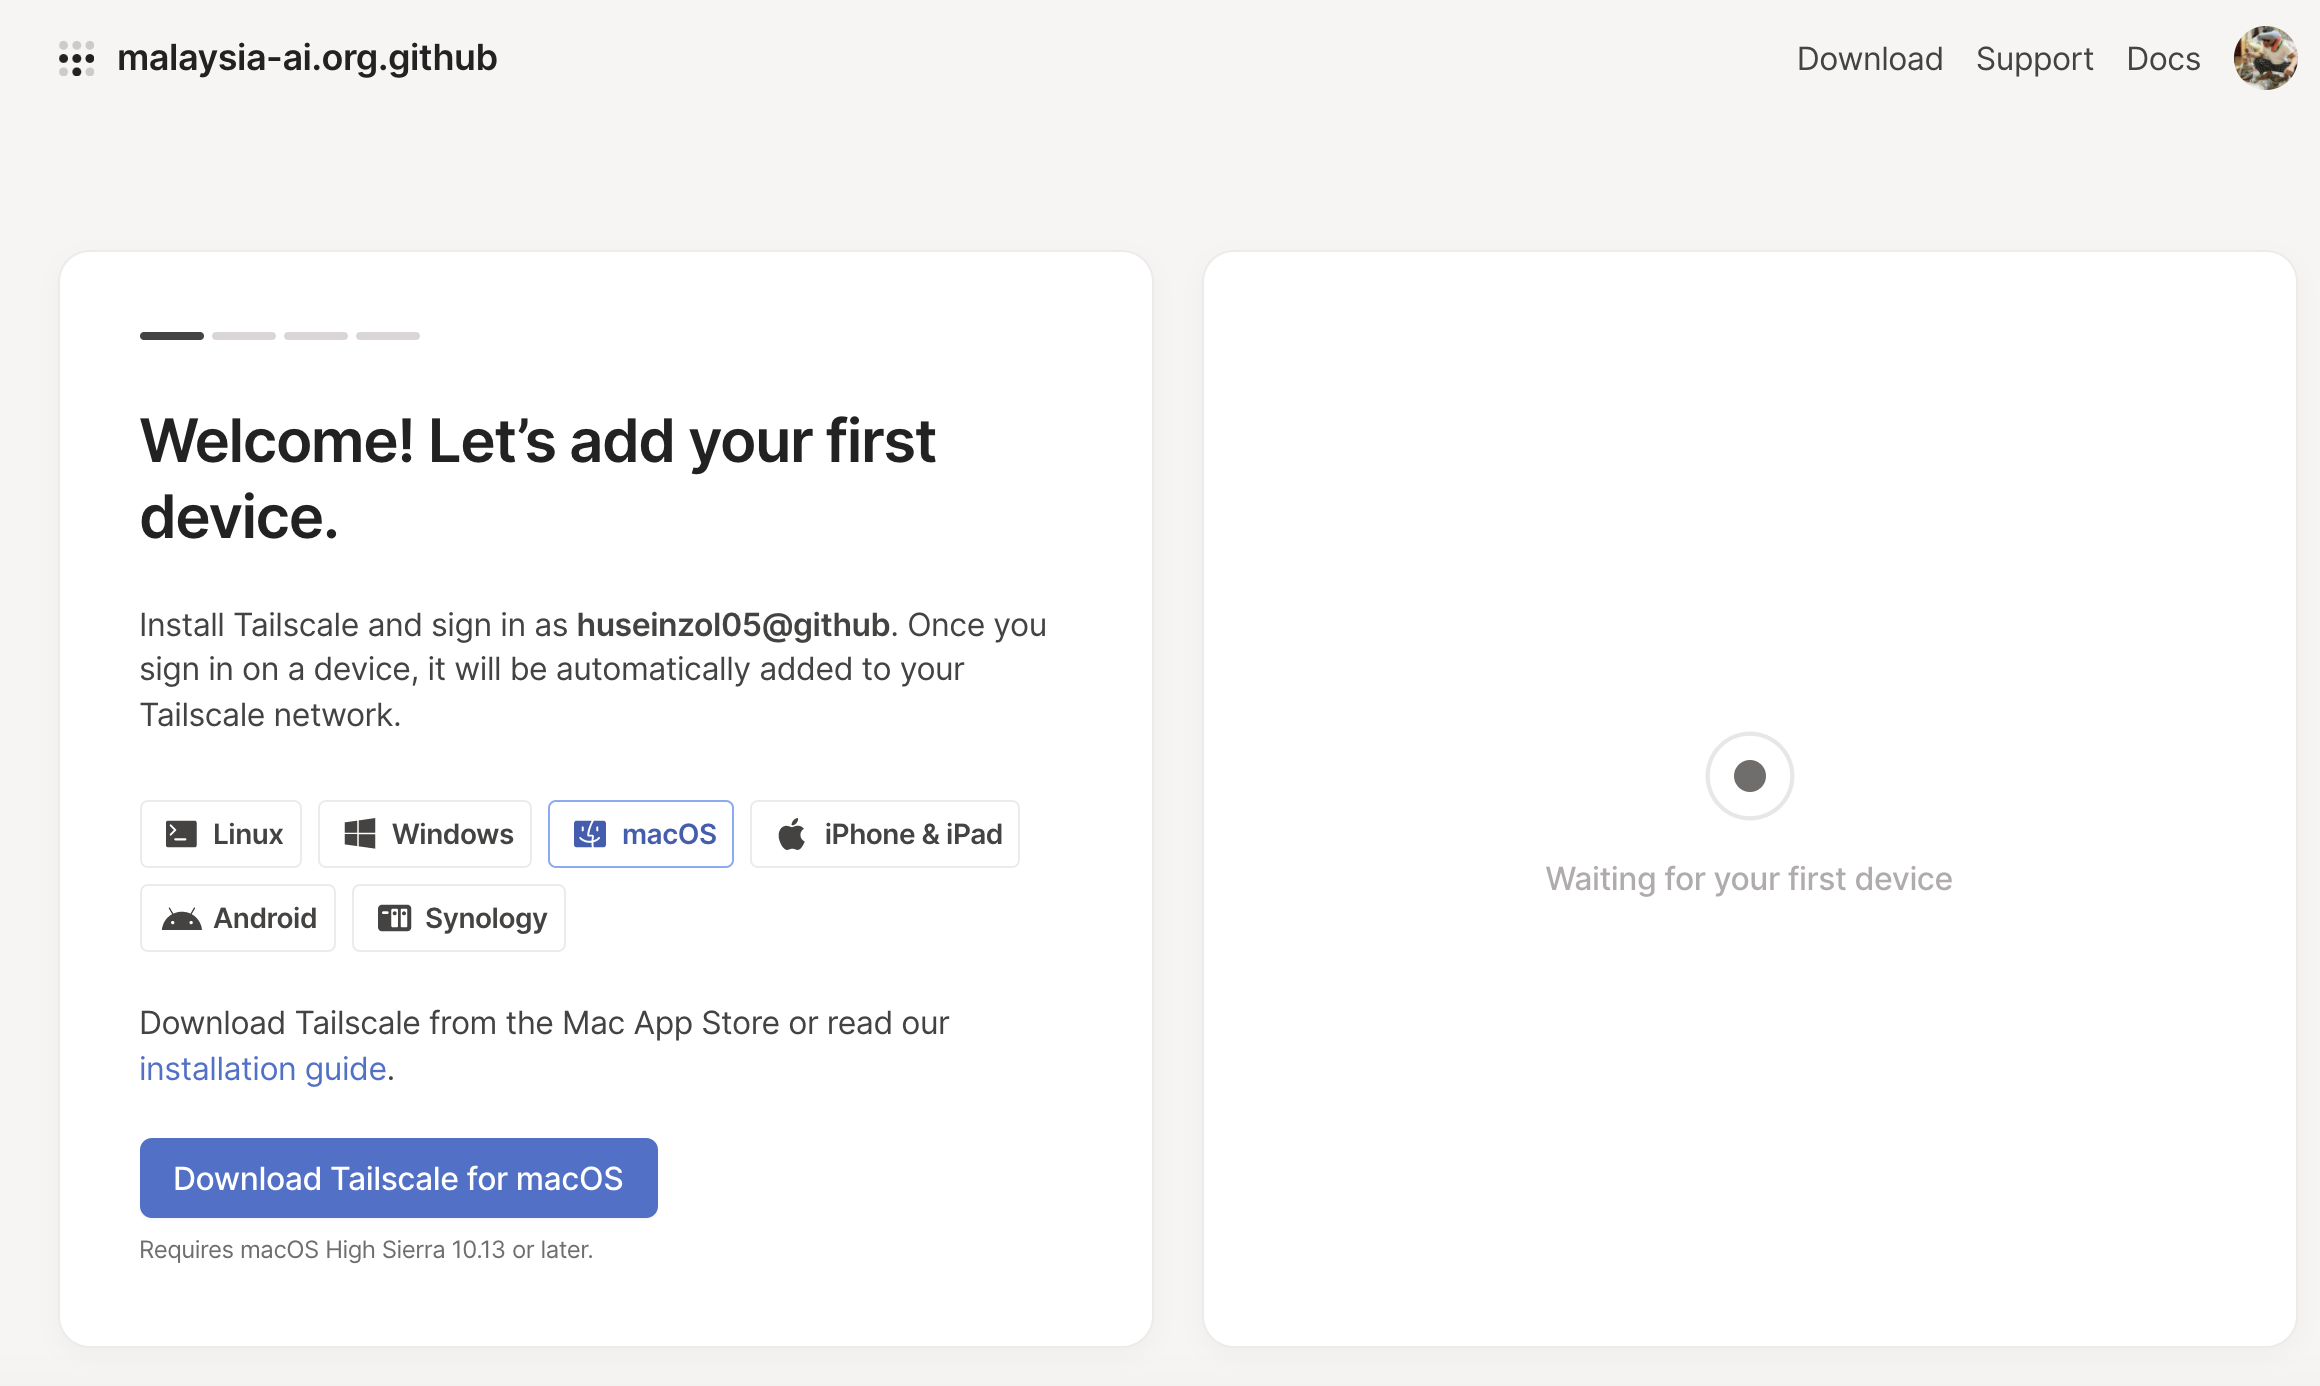 malaysia-ai.org.github
Download
Support
Docs
Welcome! Let’s add your first
device.
Install Tailscale and sign in as huseinzol05@github. Once you
sign in on a device, it will be automatically added to your
Tailscale network.
Linux
Windows
macOS
iPhone & iPad
Android
Synology
Download Tailscale from the Mac App Store or read our
installation guide.
Download Tailscale for macOS
Requires macOS High Sierra 10.13 or later.
Waiting for your first device